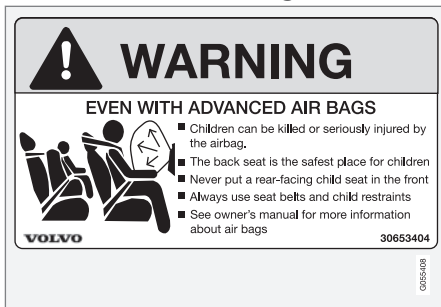 WARNING
EVEN WITH ADVANCED AIR BAGS
■ Children can be killed or seriously injured by
the airbag.
■ The back seat is the safest place for children
■ Never put a rear-facing child seat in the front
■ Always use seat belts and child restraints
■ See owner's manual for more information
about air bags
VOLVO
30653404
G055408